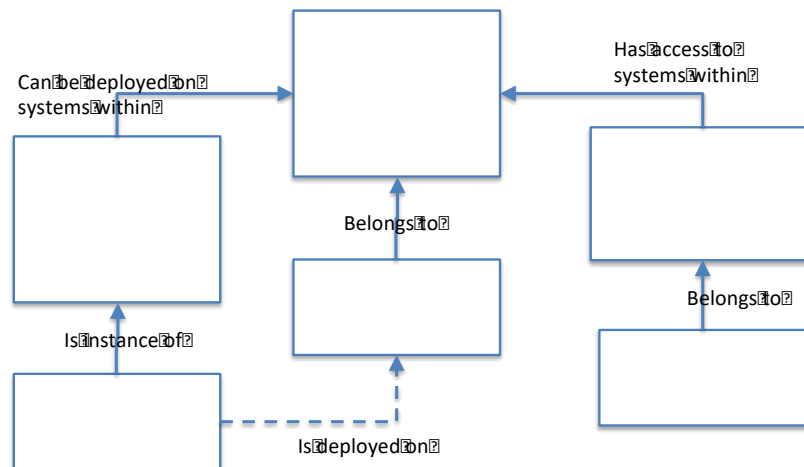 Has access to
systems within
Can be deployed on
systems within
Belongs to
Belongs to
Is instance of
Is deployed on